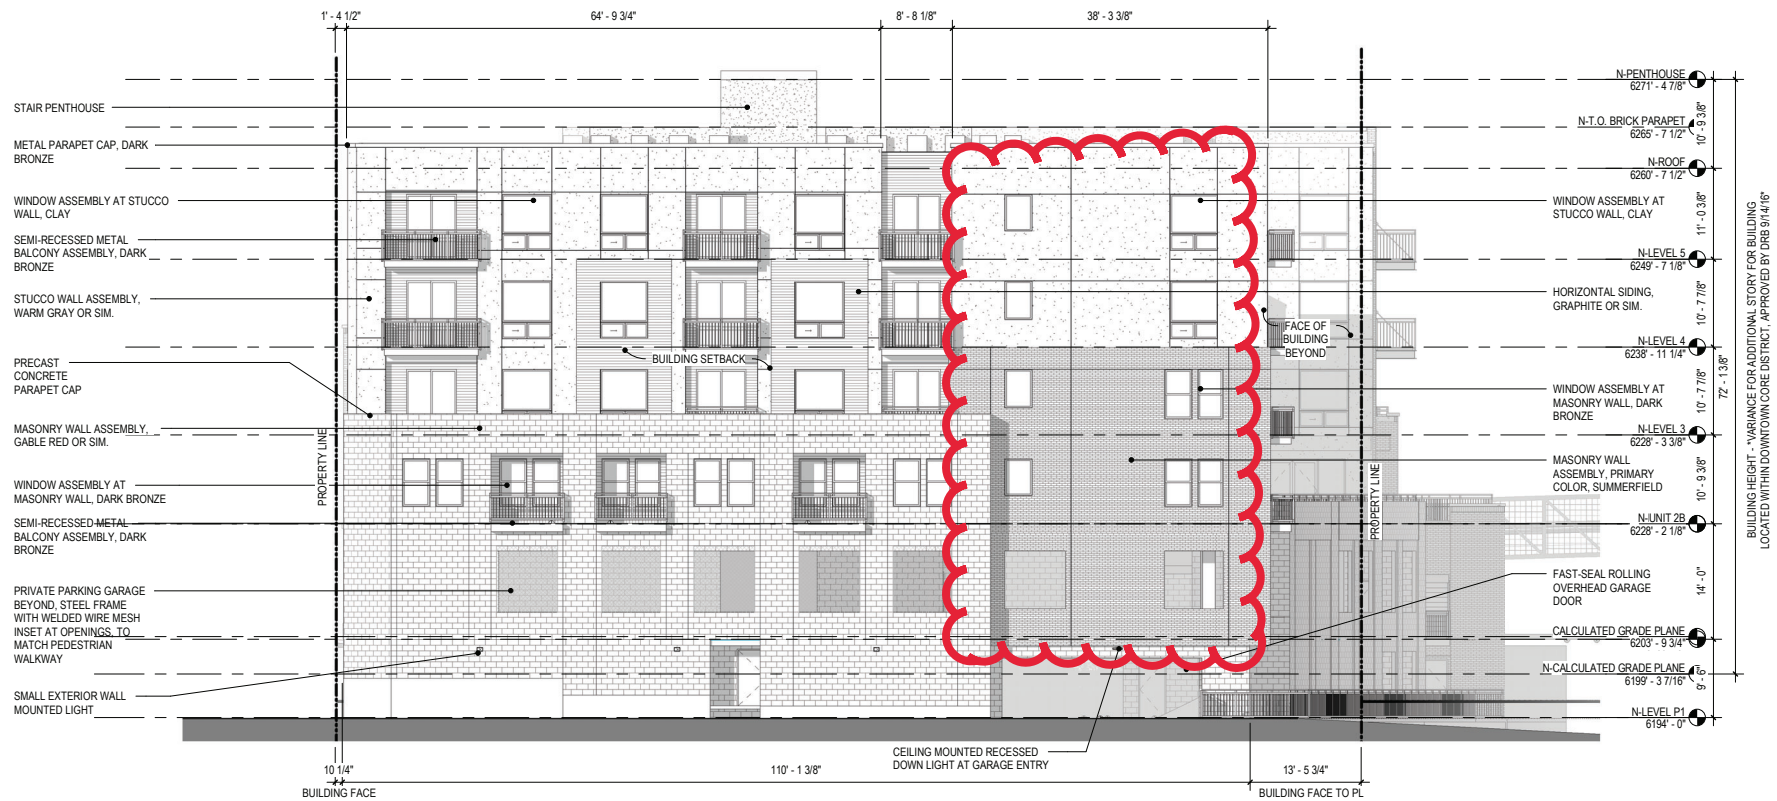 1' - 4 1/2"
64' - 9 3/4"
8' - 8 1/8"
38' - 3 3/8"
STAIR PENTHOUSE
METAL PARAPET CAP, DARK
BRONZE
WINDOW ASSEMBLY AT STUCCO
WALL, CLAY
SEMI-RECESSED METAL
BALCONY ASSEMBLY, DARK
BRONZE
STUCCO WALL ASSEMBLY,
WARM GRAY OR SIM.
PRECAST
CONCRETE
PARAPET CAP
MASONRY WALL ASSEMBLY,
GABLE RED OR SIM.
WINDOW ASSEMBLY AT
MASONRY WALL, DARK BRONZE
SEMI-RECESSED METAL
BALCONY ASSEMBLY, DARK
BRONZE
PRIVATE PARKING GARAGE
BEYOND, STEEL FRAME
WITH WELDED WIRE MESH
INSET AT OPENINGS, TO
MATCH PEDESTRIAN
WALKWAY
SMALL EXTERIOR WALL
MOUNTED LIGHT
PROPERTY LINE
BUILDING SETBACK
FACE OF
BUILDING
BEYOND
PROPERTY LINE
WINDOW ASSEMBLY AT
STUCCO WALL, CLAY
HORIZONTAL SIDING,
GRAPHITE OR SIM.
WINDOW ASSEMBLY AT
MASONRY WALL, DARK
BRONZE
MASONRY WALL
ASSEMBLY, PRIMARY
COLOR, SUMMERFIELD
FAST-SEAL ROLLING
OVERHEAD GARAGE
DOOR
CEILING MOUNTED RECESSED
DOWN LIGHT AT GARAGE ENTRY
N-PENTHOUSE
6271' - 4 7/8"
N-T.O. BRICK PARAPET
6265' - 7 1/2"
N-ROOF
6260' - 7 1/2"
N-LEVEL 5
6249' - 7 1/8"
N-LEVEL 4
6238' - 11 1/4"
N-LEVEL 3
6228' - 3 3/8"
N-UNIT 2B
6228' - 2 1/8"
CALCULATED GRADE PLANE
6203' - 9 3/4"
N-CALCULATED GRADE PLANE
6199' - 3 7/16"
N-LEVEL P1
6194' - 0"
10' - 9 3/8"
11' - 0 3/8"
10' - 7 7/8"
10' - 7 7/8"
10' - 9 3/8"
14' - 0"
9' - 6"
72' - 1 3/8"
BUILDING HEIGHT - *VARIANCE FOR ADDITIONAL STORY FOR BUILDING
LOCATED WITHIN DOWNTOWN CORE DISTRICT, APPROVED BY DRB 9/14/16*
10 1/4"
110' - 1 3/8"
13' - 5 3/4"
BUILDING FACE
BUILDING FACE TO PL